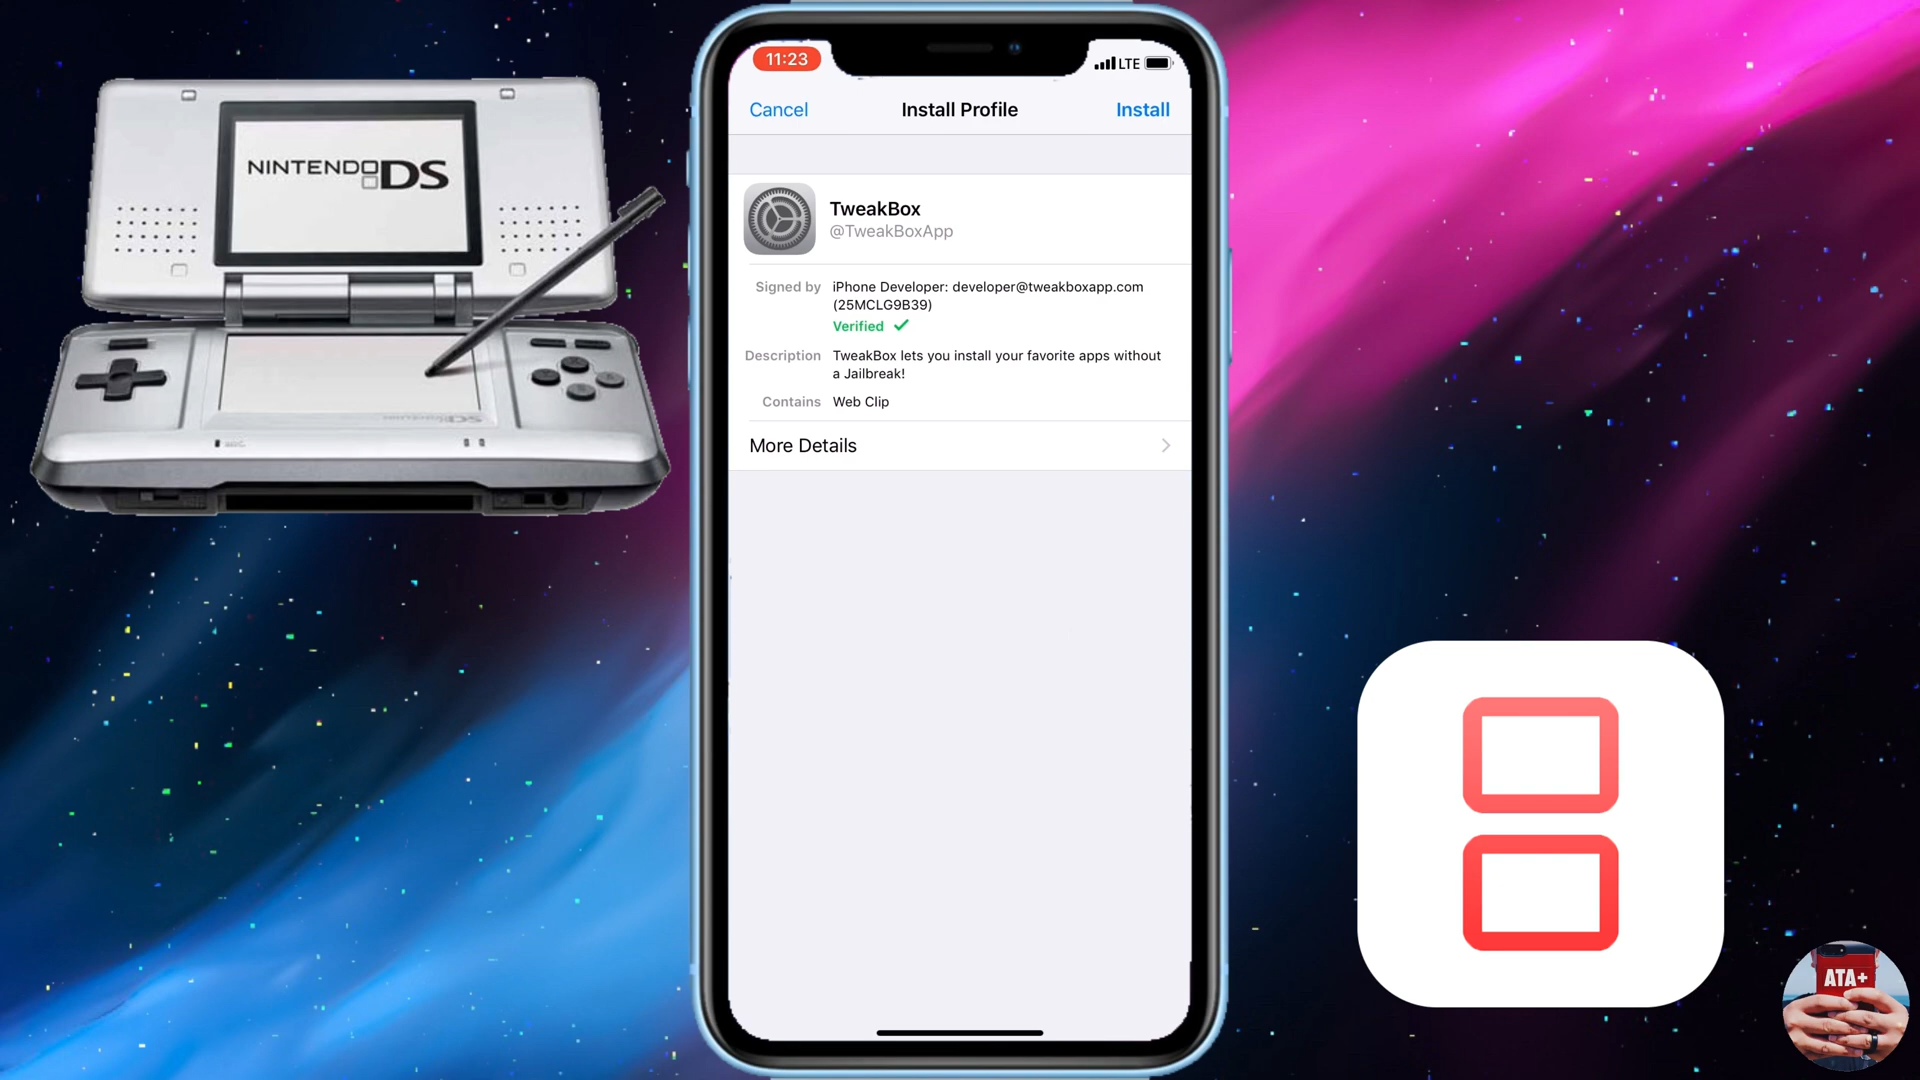 NINTENDO DS
11:23
LTE
Cancel
Install Profile
Install
TweakBox
@TweakBoxApp
Signed by
iPhone Developer: developer@tweakboxapp.com
(25MCLG9B39)
Verified
Description
TweakBox lets you install your favorite apps without
a Jailbreak!
Contains
Web Clip
More Details
ATA+